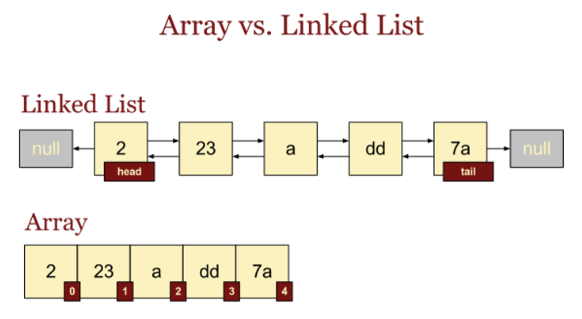 Array vs. Linked List
Linked List
null 2 23 a dd 7a null
head tail
Array
2 23 a dd 7a
0 1 2 3 4